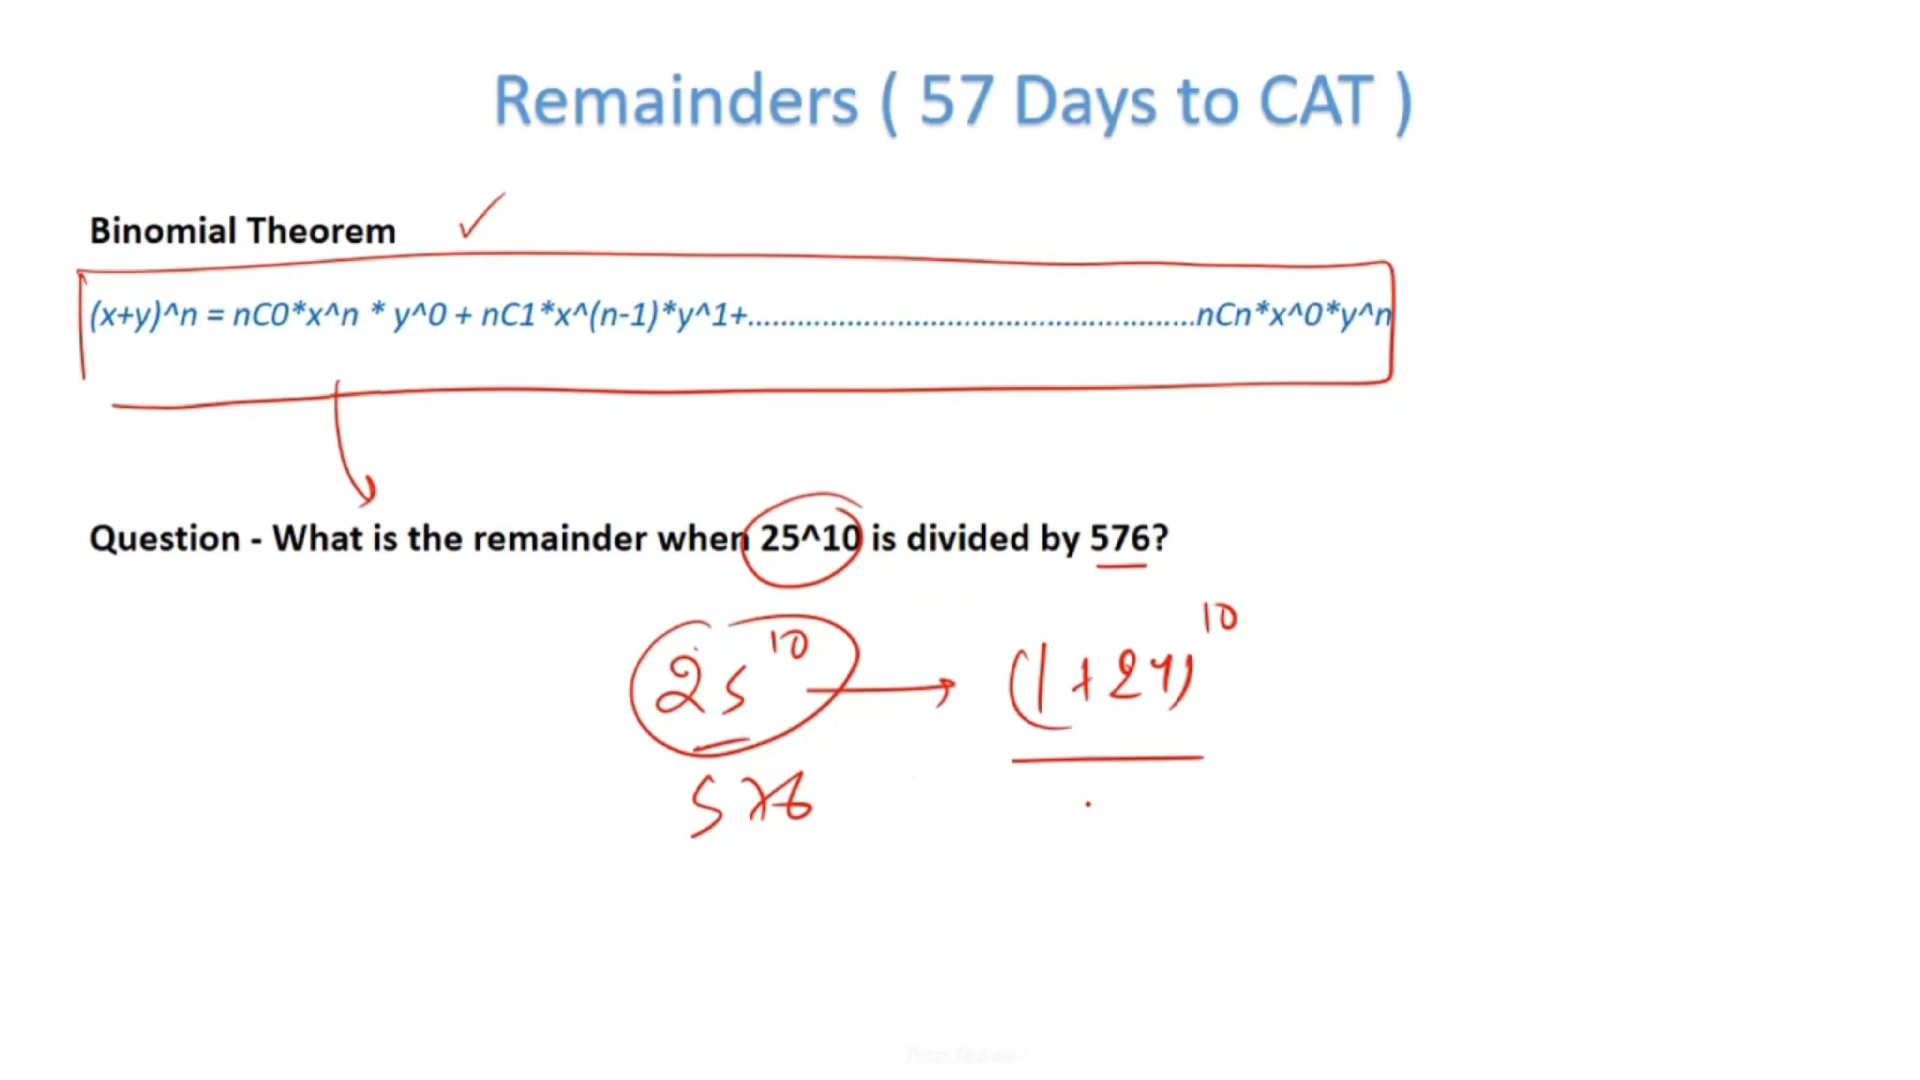 Remainders ( 57 Days to CAT )
Binomial Theorem
(x+y)^n = nC0*x^n * y^0 + nC1*x^(n-1)*y^1+......................................................nCn*x^0*y^n
Question - What is the remainder when 25^10 is divided by 576?
25^10 → (1+24)^10
576